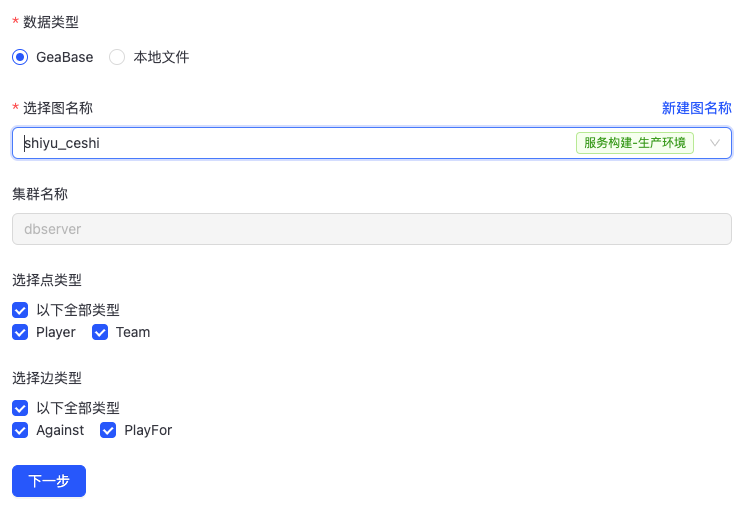 * 数据类型
GeaBase 本地文件
* 选择图名称 新建图名称
shiyu_ceshi 服务构建-生产环境
集群名称
dbserver
选择点类型
以下全部类型
Player Team
选择边类型
以下全部类型
Against PlayFor
下一步